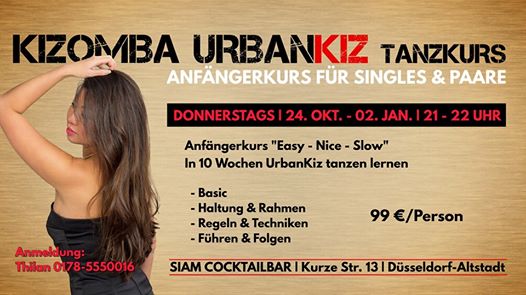 KIZOMBA URBANKIZ TANZKURS
ANFÄNGERKURS FÜR SINGLES & PAARE
DONNERSTAGS | 24. OKT. - 02. JAN. | 21 - 22 UHR
Anfängerkurs "Easy - Nice - Slow"
In 10 Wochen UrbanKiz tanzen lernen
- Basic
- Haltung & Rahmen
- Regeln & Techniken
- Führen & Folgen
99 €/Person
Anmeldung:
Thilan 0178-5550016
SIAM COCKTAILBAR | Kurze Str. 13 | Düsseldorf-Altstadt